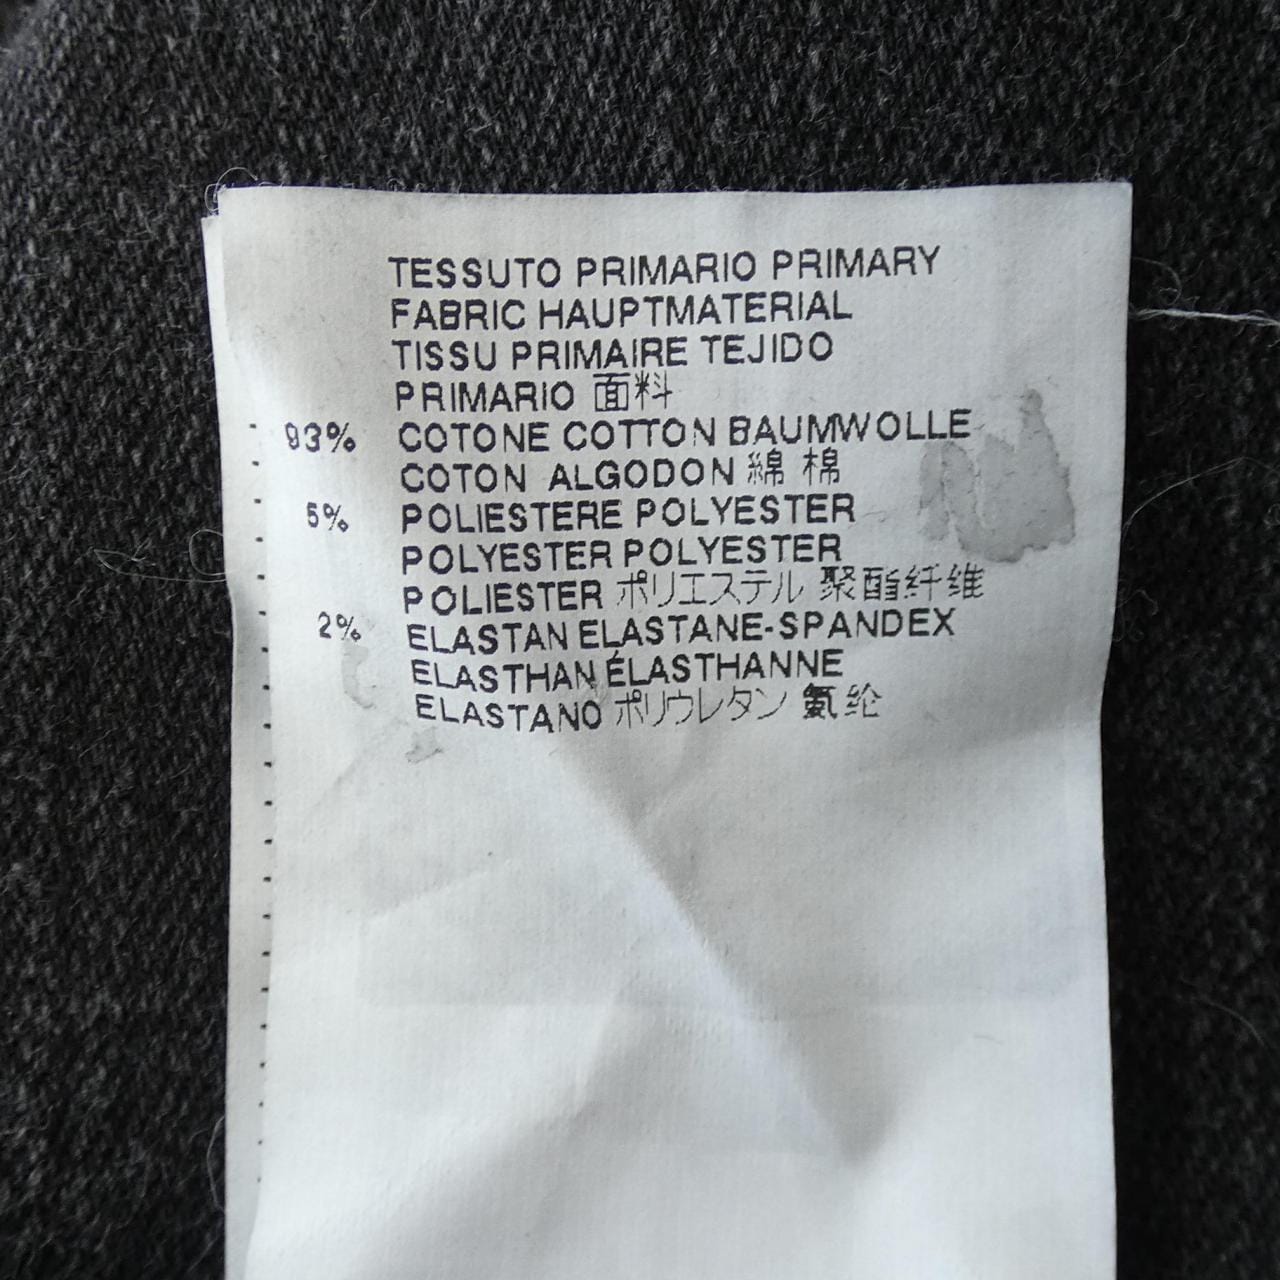 TESSUTO PRIMARIO PRIMARY
FABRIC HAUPTMATERIAL
TISSU PRIMAIRE TEJIDO
PRIMARIO 面料
93% COTONE COTTON BAUMWOLLE
COTON ALGODON 綿 棉
5% POLIESTERE POLYESTER
POLYESTER POLYESTER
POLIESTER ポリエステル 聚酯纤维
2% ELASTAN ELASTANE-SPANDEX
ELASTHAN ÉLASTHANNE
ELASTANO ポリウレタン 氨纶